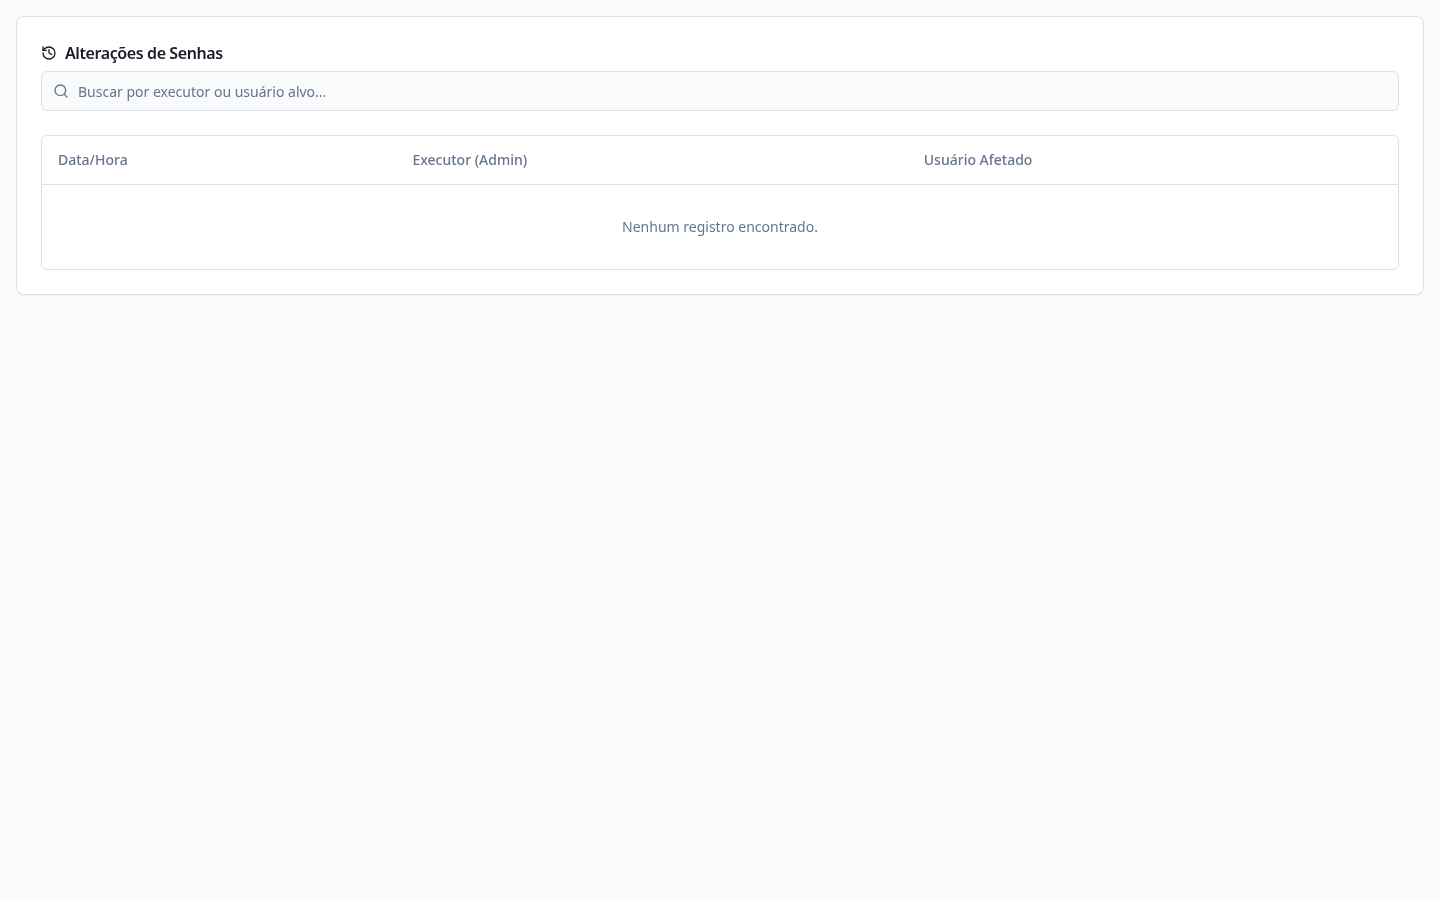 Alterações de Senhas
Buscar por executor ou usuário alvo...
Data/Hora Executor (Admin) Usuário Afetado
Nenhum registro encontrado.